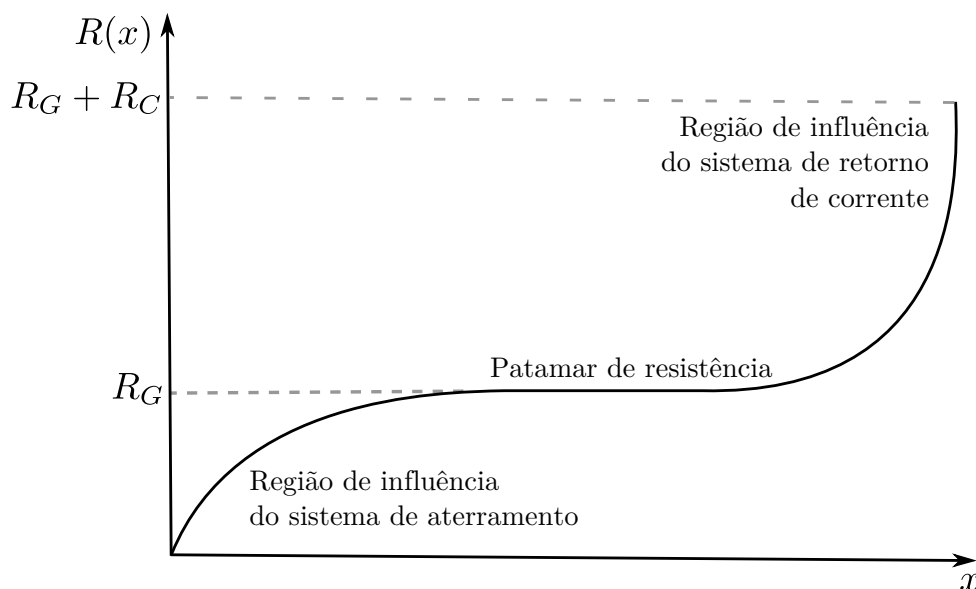 R(x)
R_G + R_C
Região de influência
do sistema de retorno
de corrente
Patamar de resistência
R_G
Região de influência
do sistema de aterramento
x